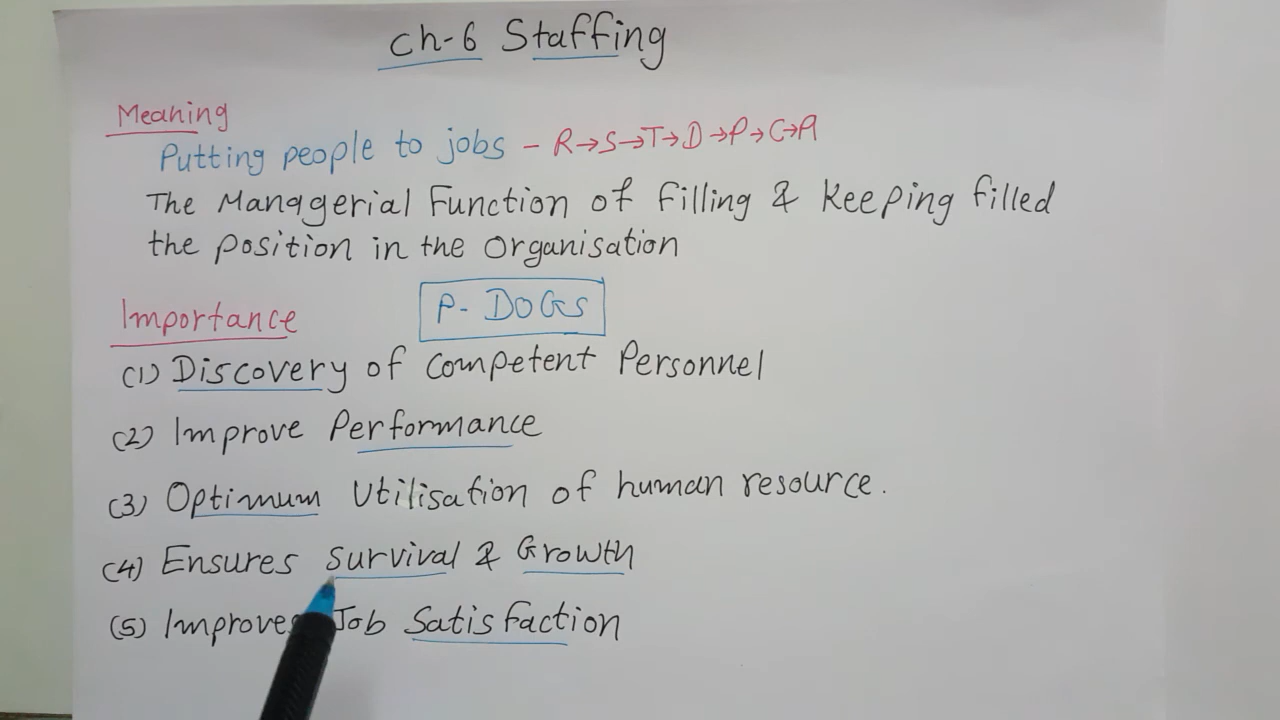 Ch-6 Staffing
Meaning
Putting people to jobs - R→S→T→D→P→C→A
The Managerial Function of filling & keeping filled
the position in the organisation
Importance
P- DOGS
(1) Discovery of Competent Personnel
(2) Improve Performance
(3) Optimum Utilisation of human resource.
(4) Ensures Survival & Growth
(5) Improves Job Satisfaction